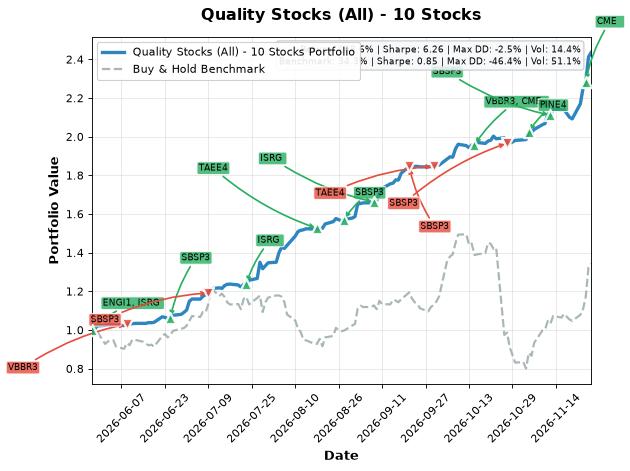 Quality Stocks (All) - 10 Stocks
CME
Quality Stocks (All) - 10 Stocks Portfolio
Buy & Hold Benchmark
| Sharpe: 6.26 | Max DD: -2.5% | Vol: 14.4%
| Sharpe: 0.85 | Max DD: -46.4% | Vol: 51.1%
SBSP3
VBBR3, CME
PINE4
ISRG
TAEE4
TAEE4
SBSP3
SBSP3
SBSP3
ISRG
SBSP3
ENGI1, ISRG
SBSP3
VBBR3
2.4
2.2
2.0
1.8
1.6
1.4
1.2
1.0
0.8
Portfolio Value
2026-06-07
2026-06-23
2026-07-09
2026-07-25
2026-08-10
2026-08-26
2026-09-11
2026-09-27
2026-10-13
2026-10-29
2026-11-14
Date